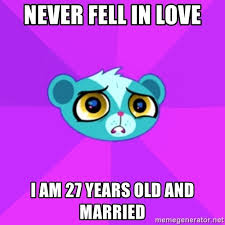 NEVER FELL IN LOVE
I AM 27 YEARS OLD AND
MARRIED
memegenerator.net